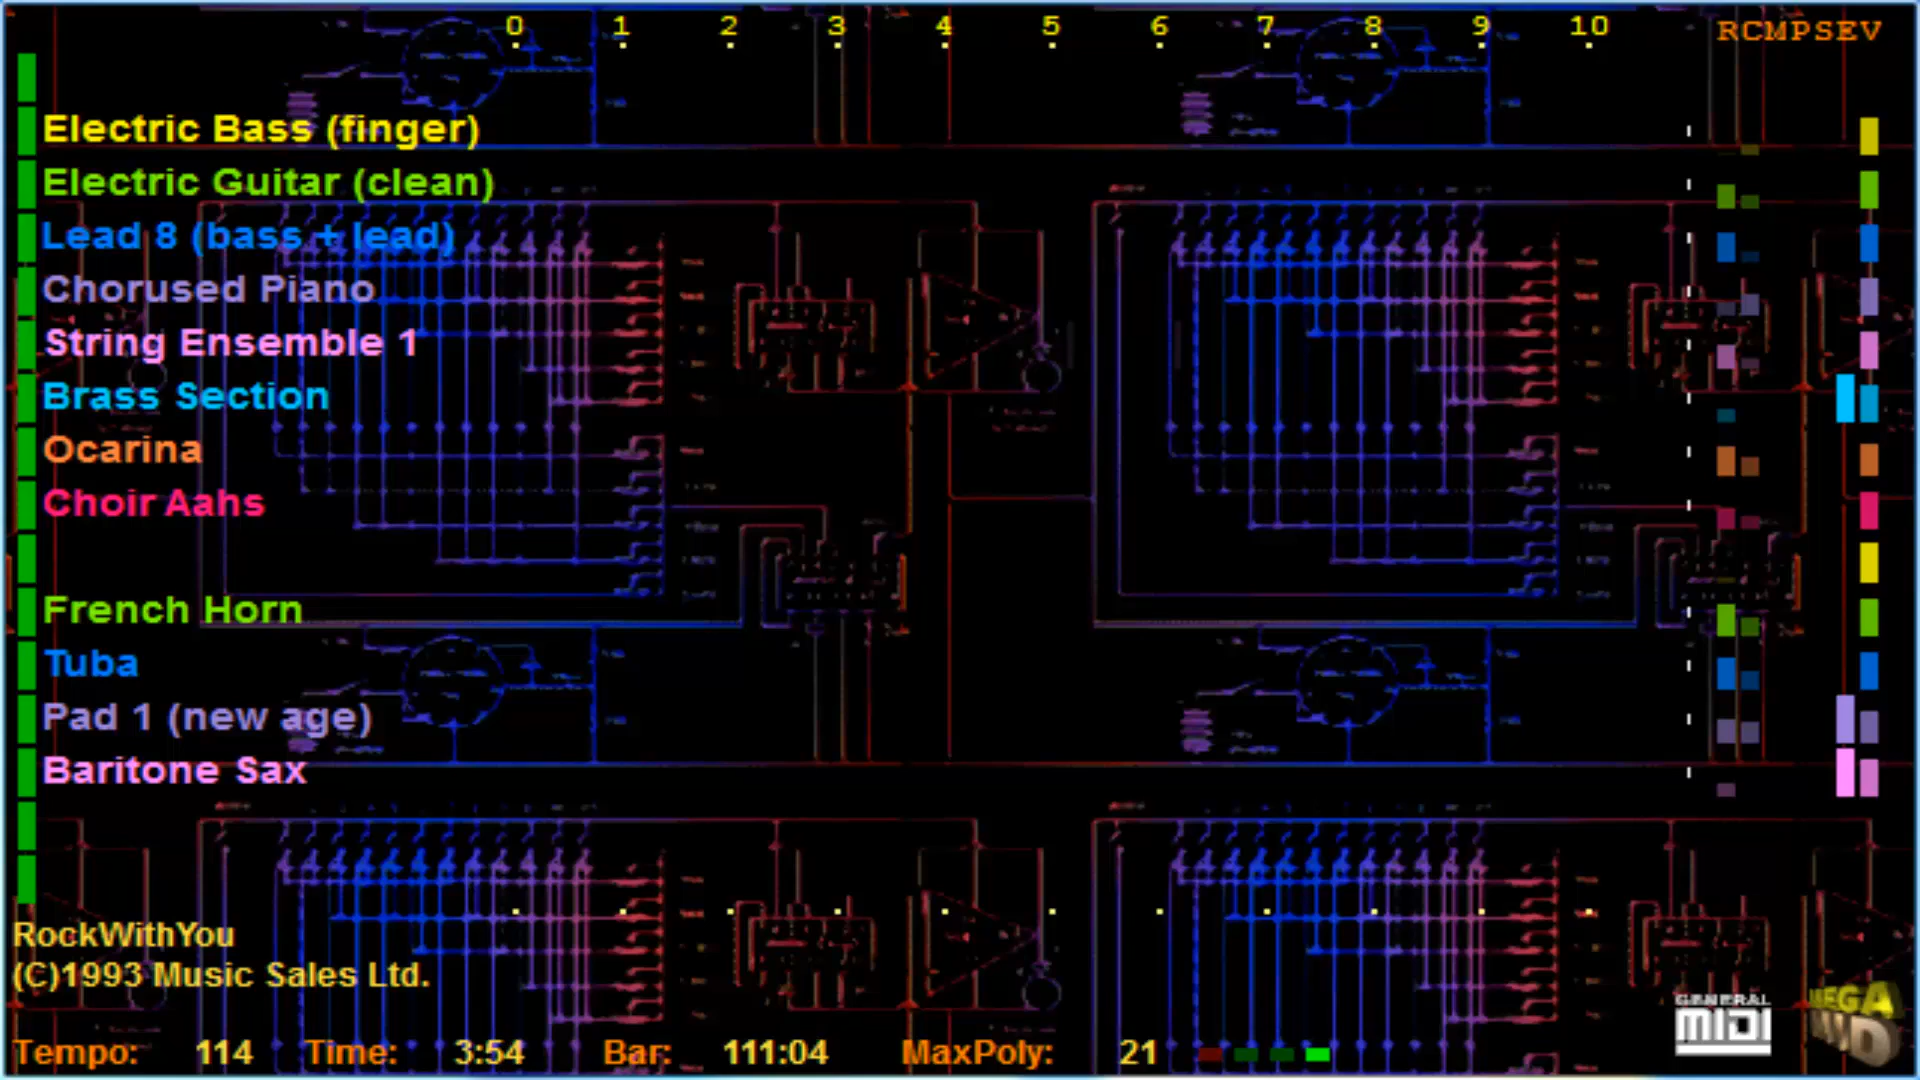 0 1 2 3 4 5 6 7 8 9 10 RCMPSEV
Electric Bass (finger)
Electric Guitar (clean)
Lead 8 (bass + lead)
Chorused Piano
String Ensemble 1
Brass Section
Ocarina
Choir Aahs
French Horn
Tuba
Pad 1 (new age)
Baritone Sax
RockWithYou
(C)1993 Music Sales Ltd.
GENERAL
MIDI
MEGA
MID
Tempo: 114 Time: 3:54 Bar: 111:04 MaxPoly: 21